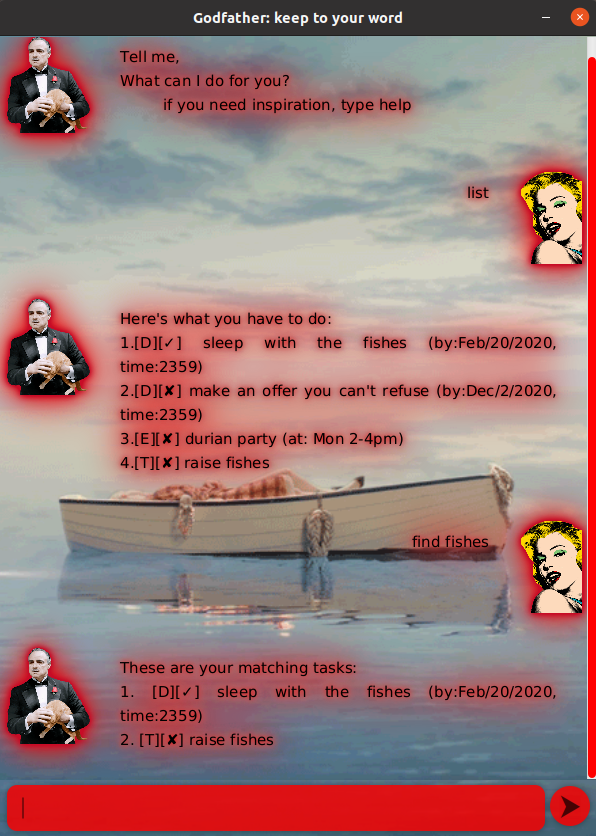 Godfather: keep to your word
Tell me,
What can I do for you?
if you need inspiration, type help
list
Here's what you have to do:
1.[D][✓] sleep with the fishes (by:Feb/20/2020,
time:2359)
2.[D][✘] make an offer you can't refuse (by:Dec/2/2020,
time:2359)
3.[E][✘] durian party (at: Mon 2-4pm)
4.[T][✘] raise fishes
find fishes
These are your matching tasks:
1. [D][✓] sleep with the fishes (by:Feb/20/2020,
time:2359)
2. [T][✘] raise fishes